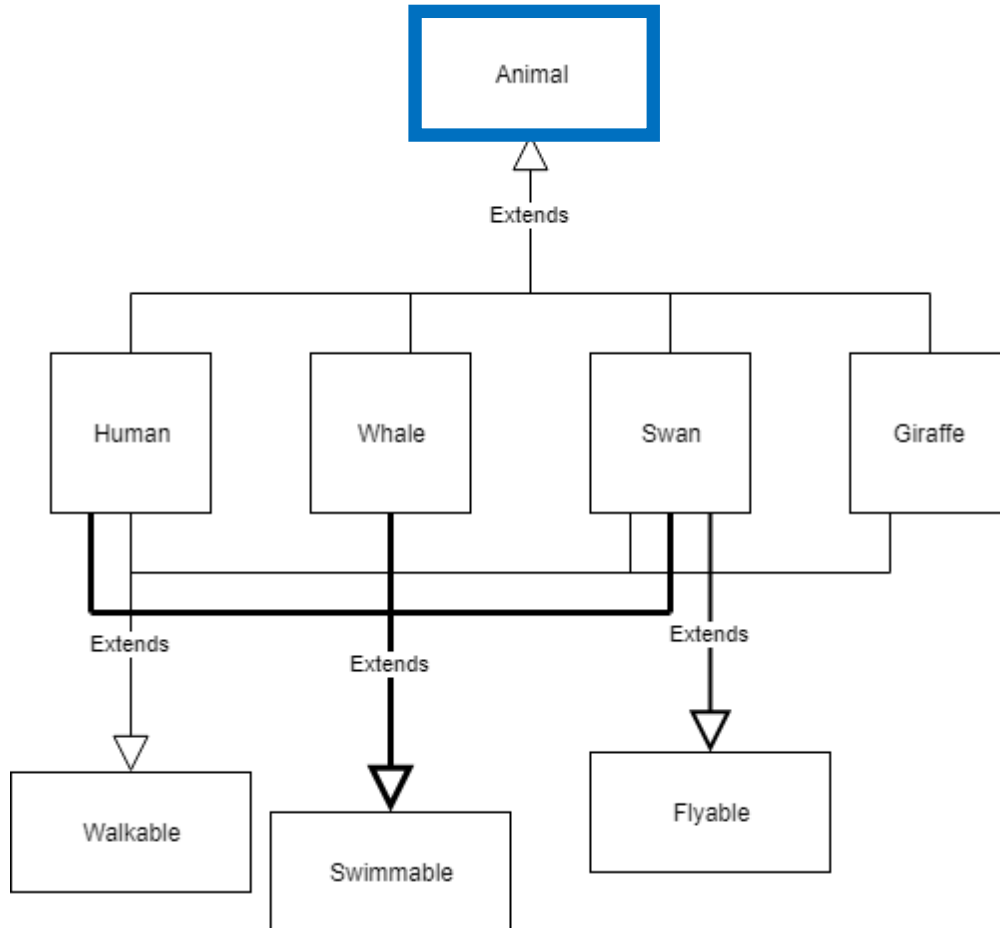 Animal
Extends
Human
Whale
Swan
Giraffe
Extends
Extends
Extends
Walkable
Swimmable
Flyable